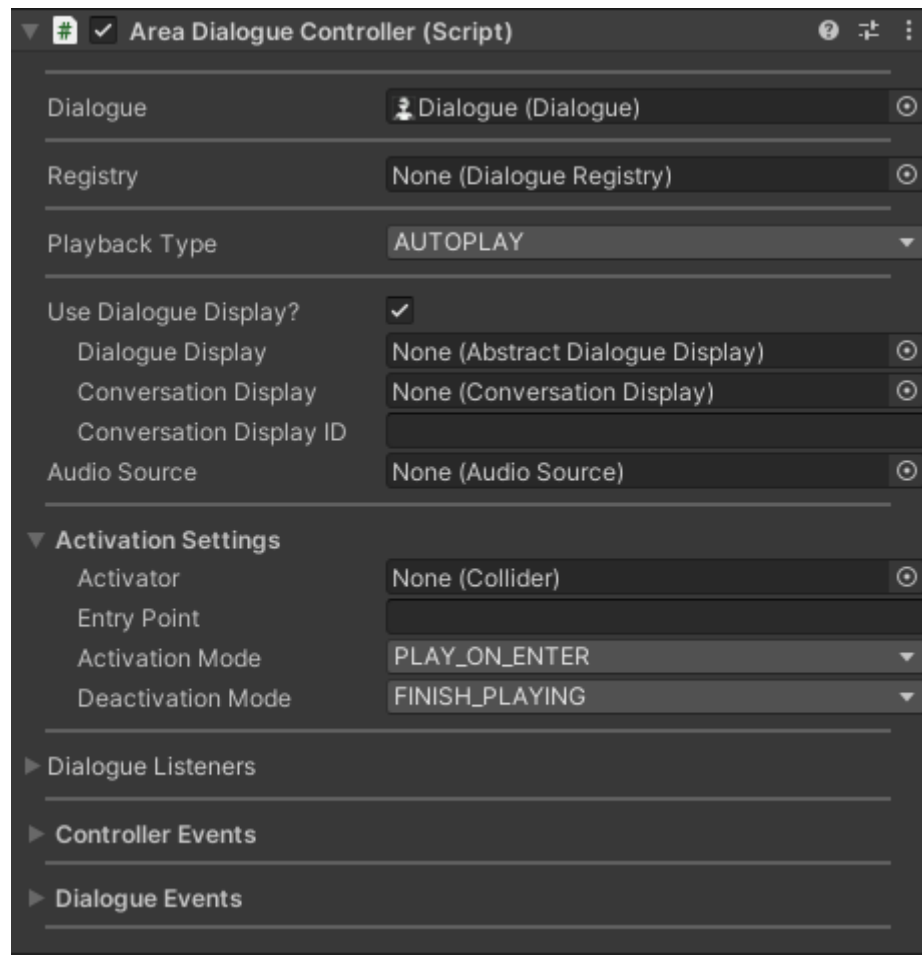 # Area Dialogue Controller (Script)
Dialogue Dialogue (Dialogue)
Registry None (Dialogue Registry)
Playback Type AUTOPLAY
Use Dialogue Display?
Dialogue Display None (Abstract Dialogue Display)
Conversation Display None (Conversation Display)
Conversation Display ID
Audio Source None (Audio Source)
Activation Settings
Activator None (Collider)
Entry Point
Activation Mode PLAY_ON_ENTER
Deactivation Mode FINISH_PLAYING
Dialogue Listeners
Controller Events
Dialogue Events